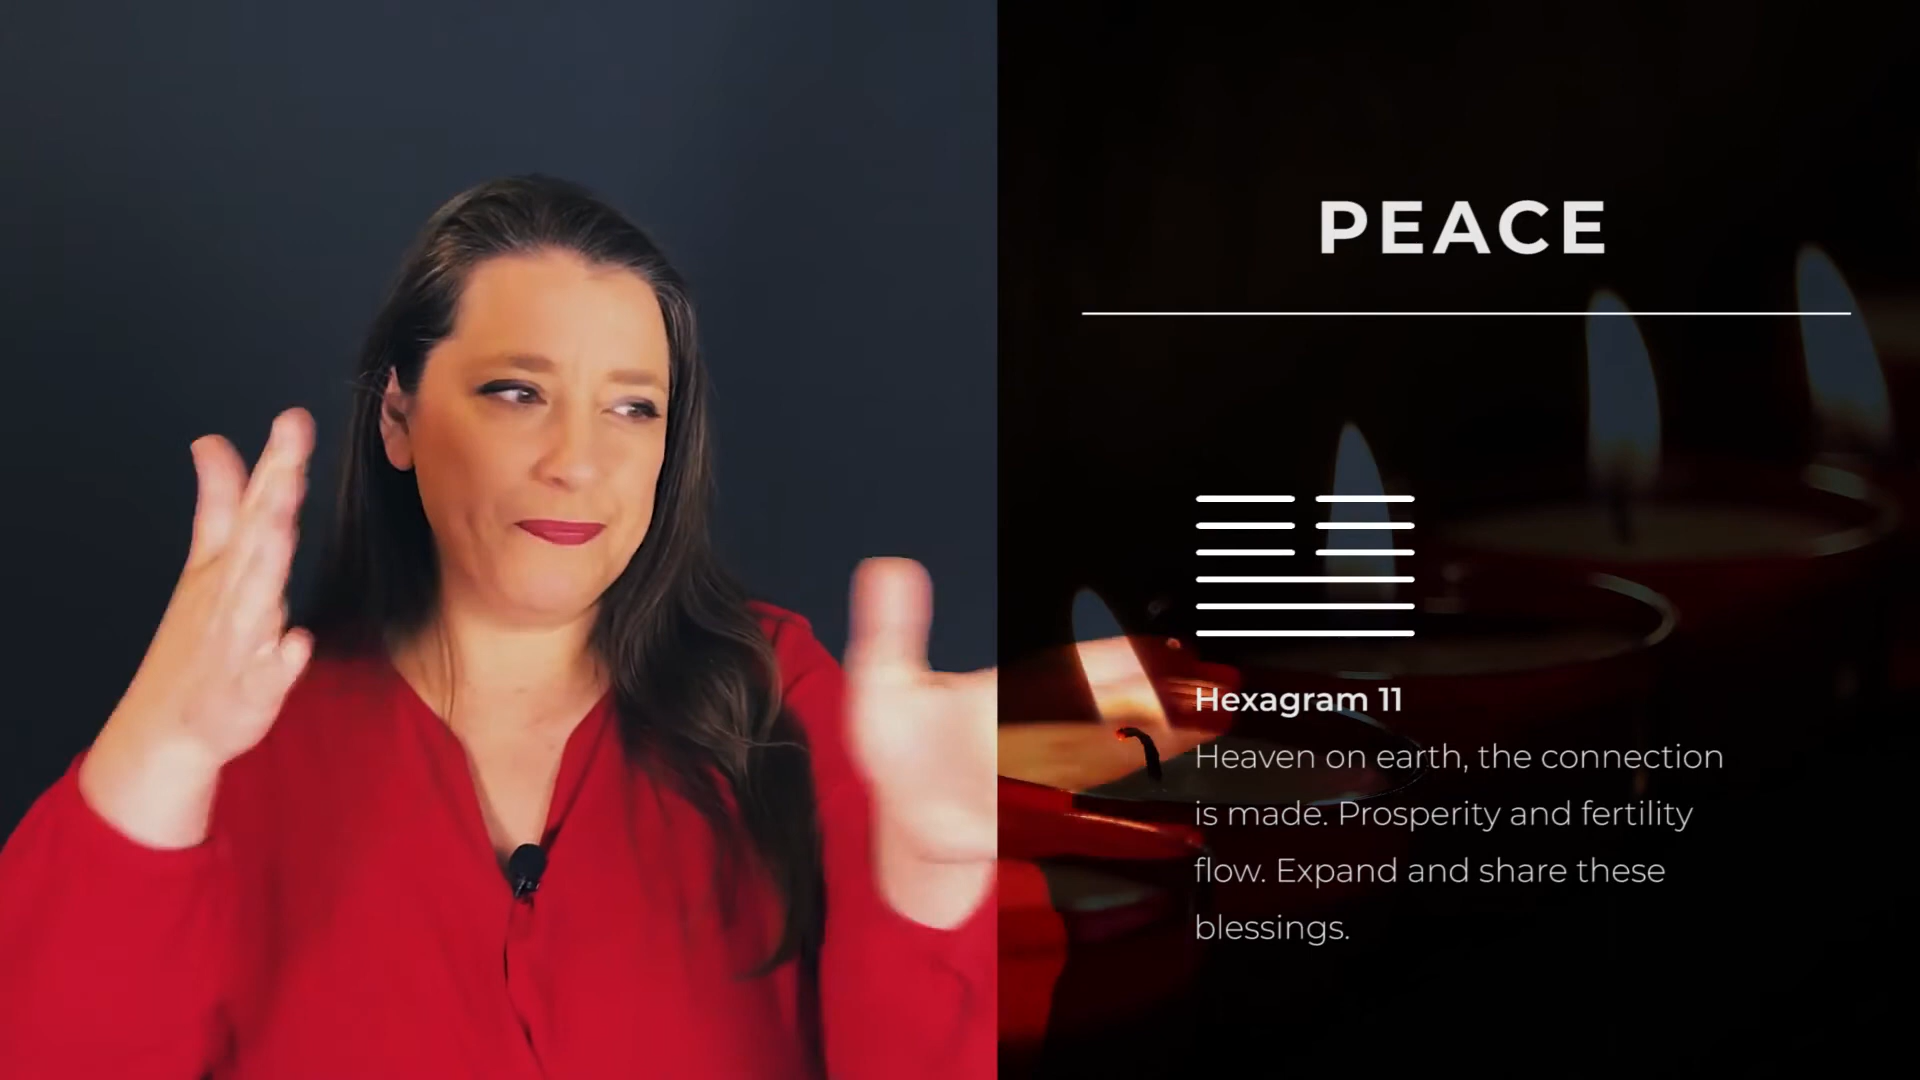 PEACE
Hexagram 11
Heaven on earth, the connection
is made. Prosperity and fertility
flow. Expand and share these
blessings.